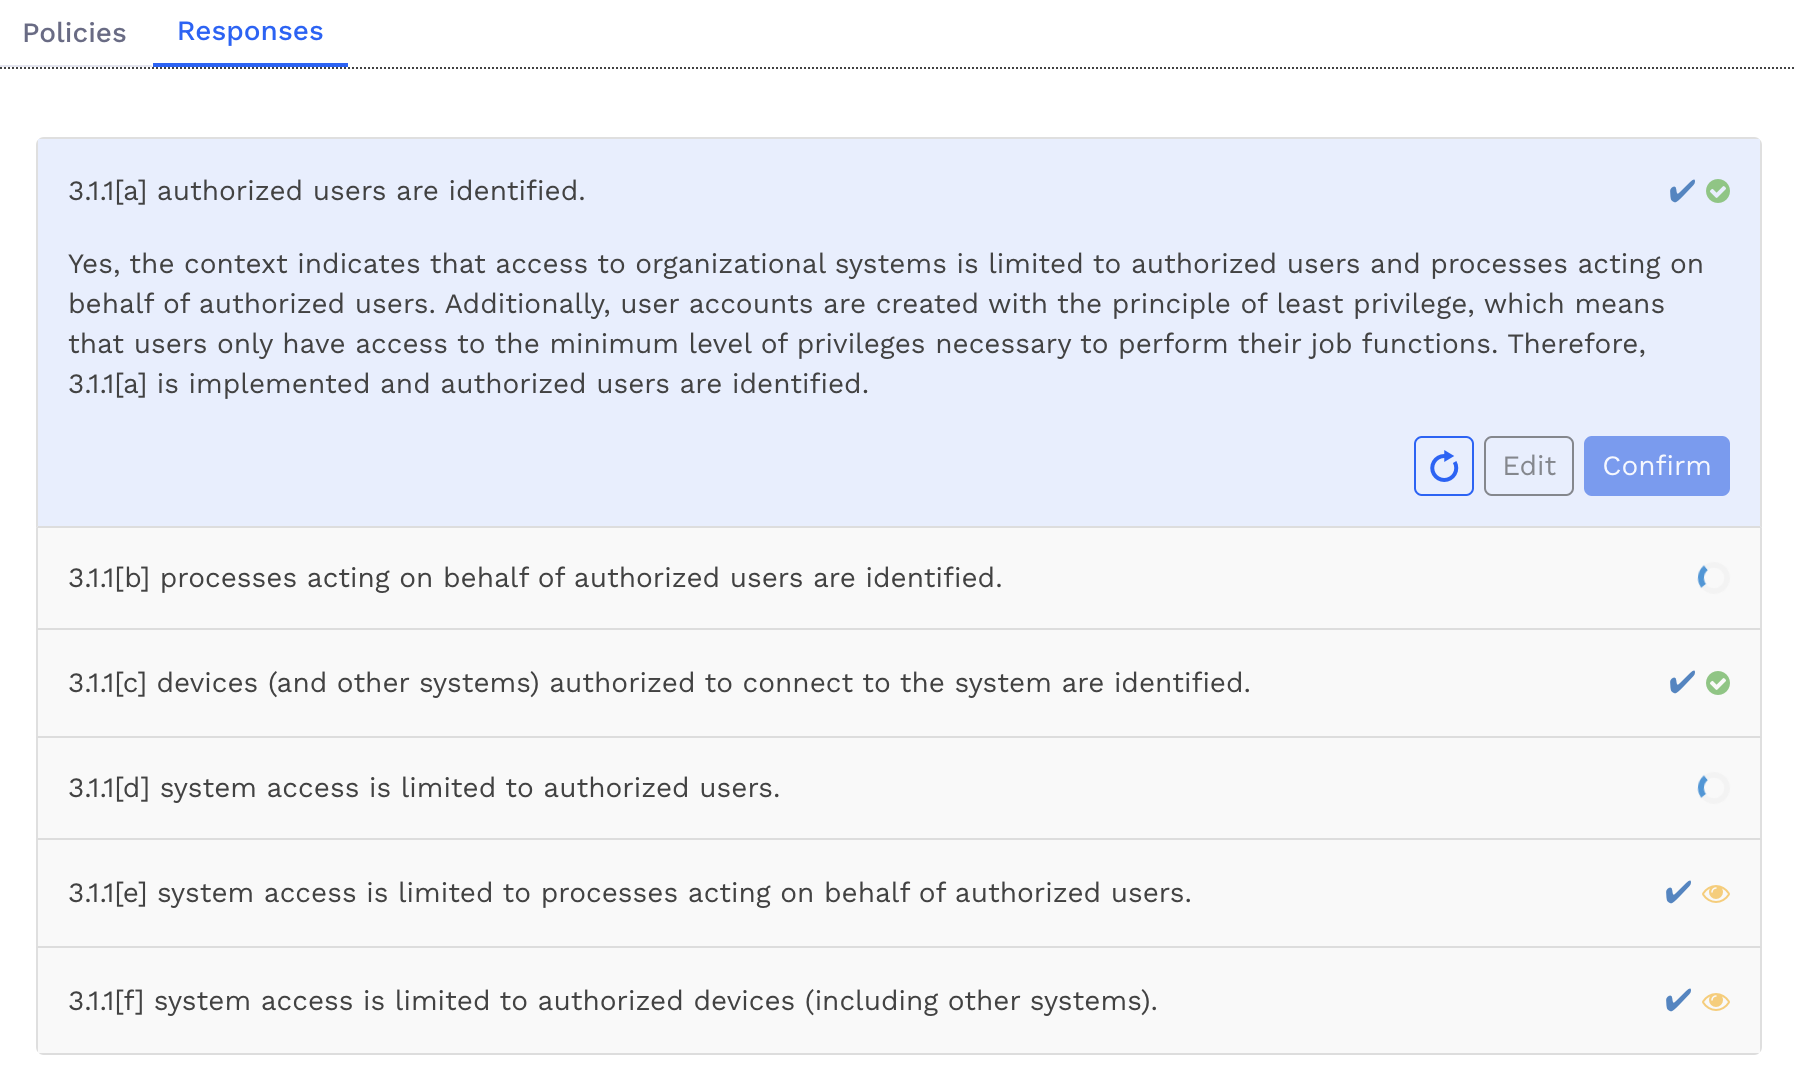 Policies Responses
3.1.1[a] authorized users are identified.
Yes, the context indicates that access to organizational systems is limited to authorized users and processes acting on
behalf of authorized users. Additionally, user accounts are created with the principle of least privilege, which means
that users only have access to the minimum level of privileges necessary to perform their job functions. Therefore,
3.1.1[a] is implemented and authorized users are identified.
Edit Confirm
3.1.1[b] processes acting on behalf of authorized users are identified.
3.1.1[c] devices (and other systems) authorized to connect to the system are identified.
3.1.1[d] system access is limited to authorized users.
3.1.1[e] system access is limited to processes acting on behalf of authorized users.
3.1.1[f] system access is limited to authorized devices (including other systems).